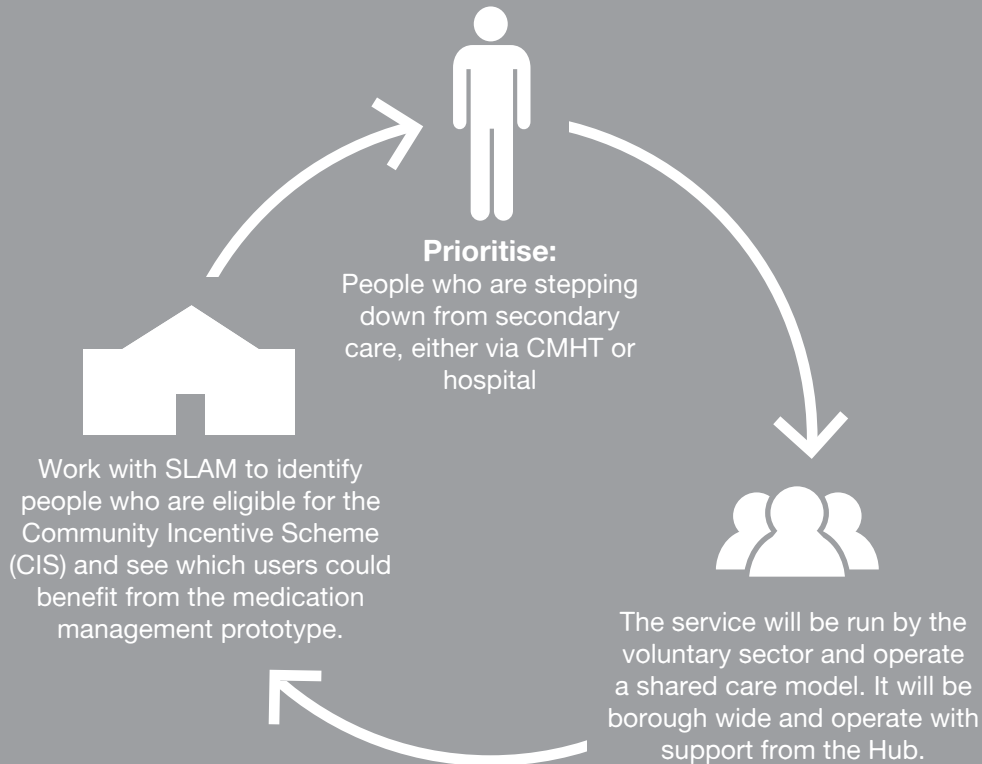 Prioritise:
People who are stepping
down from secondary
care, either via CMHT or
hospital
Work with SLAM to identify
people who are eligible for the
Community Incentive Scheme
(CIS) and see which users could
benefit from the medication
management prototype.
The service will be run by the
voluntary sector and operate
a shared care model. It will be
borough wide and operate with
support from the Hub.